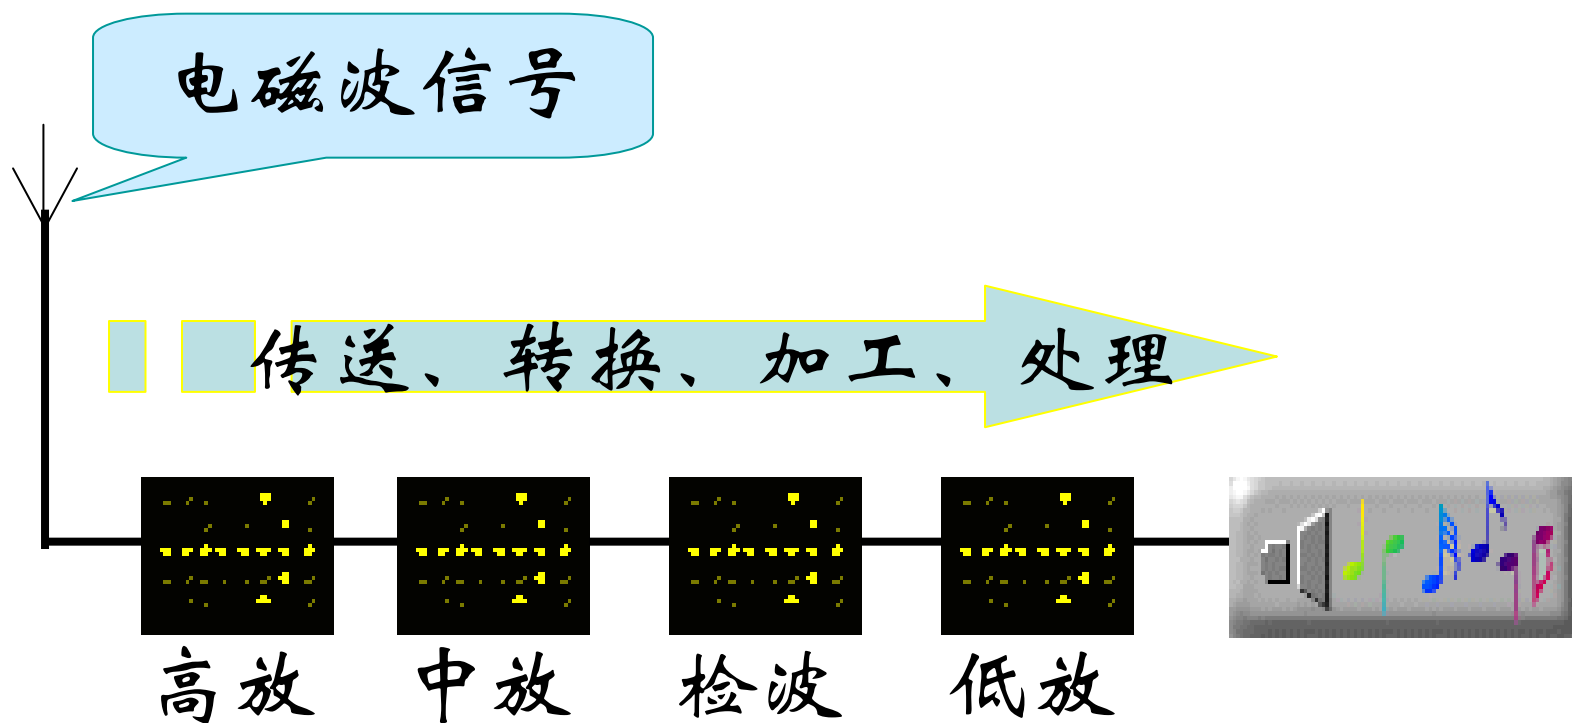 电磁波信号
传送、转换、加工、处理
高放 中放 检波 低放